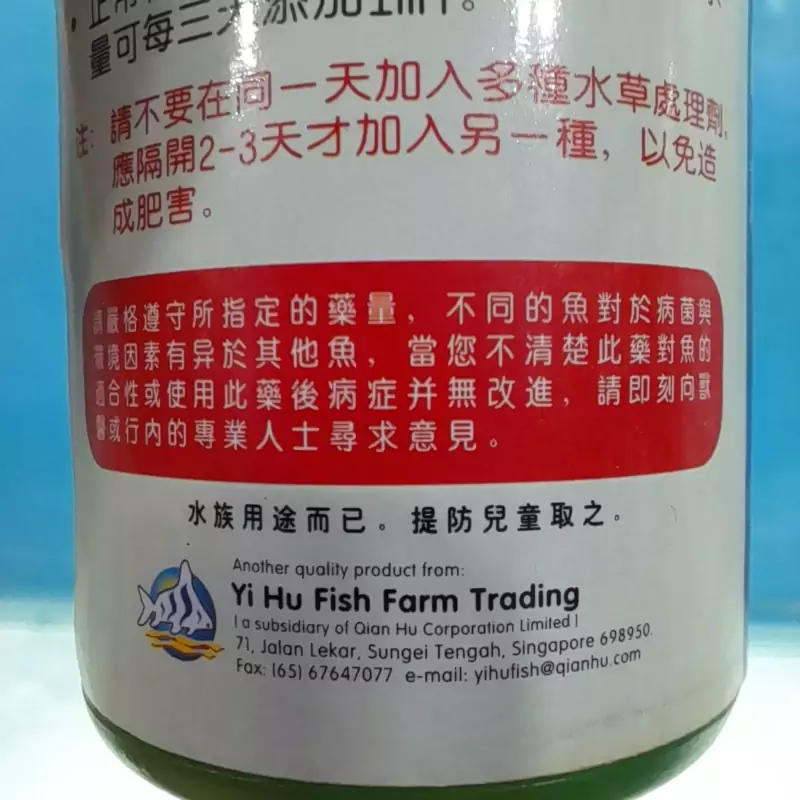 量可每三天添加1ml。
註: 請不要在同一天加入多種水草處理劑,
應隔開2-3天才加入另一種, 以免造
成肥害。
請嚴格遵守所指定的藥量, 不同的魚對於病菌與
環境因素有异於其他魚, 當您不清楚此藥對魚的
適合性或使用此藥後病症并無改進, 請即刻向獸
醫或行內的專業人士尋求意見。
水族用途而已。提防兒童取之。
Another quality product from:
Yi Hu Fish Farm Trading
(a subsidiary of Qian Hu Corporation Limited)
71, Jalan Lekar, Sungei Tengah, Singapore 698950.
Fax: (65) 67647077 e-mail: yihufish@qianhu.com